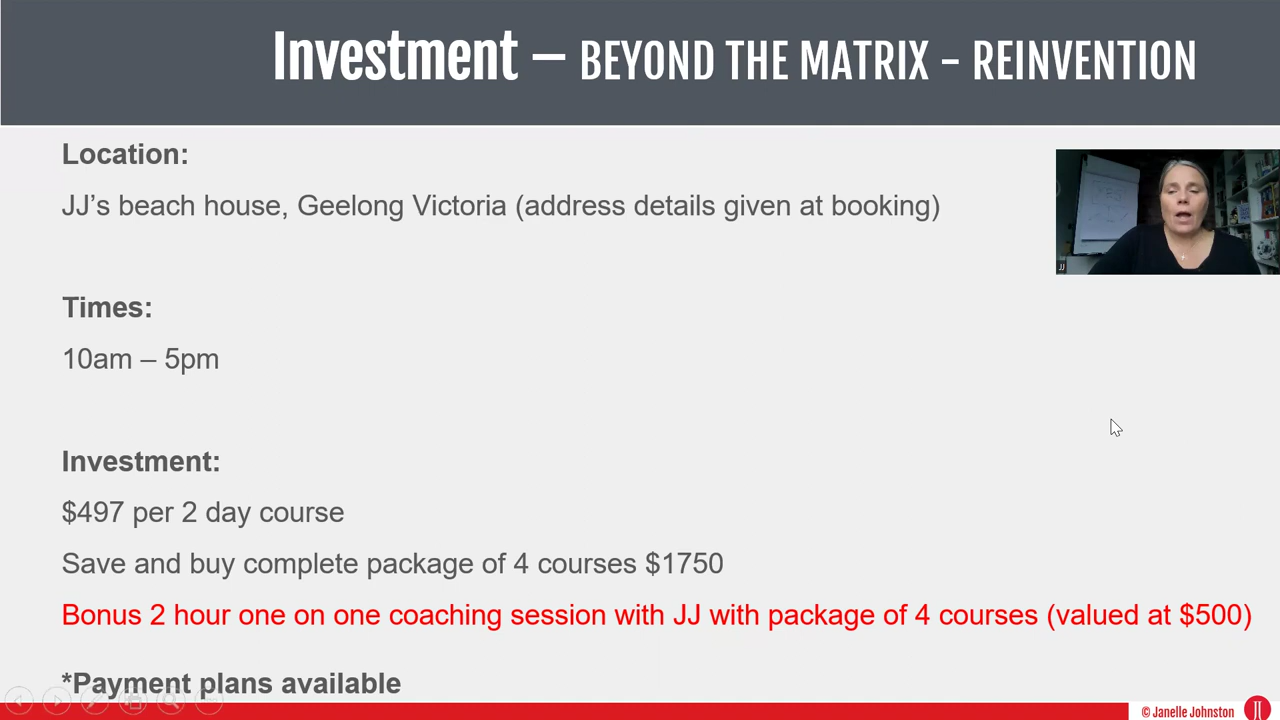 Investment – BEYOND THE MATRIX - REINVENTION
Location:
JJ’s beach house, Geelong Victoria (address details given at booking)
JJ
Times:
10am – 5pm
Investment:
$497 per 2 day course
Save and buy complete package of 4 courses $1750
Bonus 2 hour one on one coaching session with JJ with package of 4 courses (valued at $500)
*Payment plans available
© Janelle Johnston